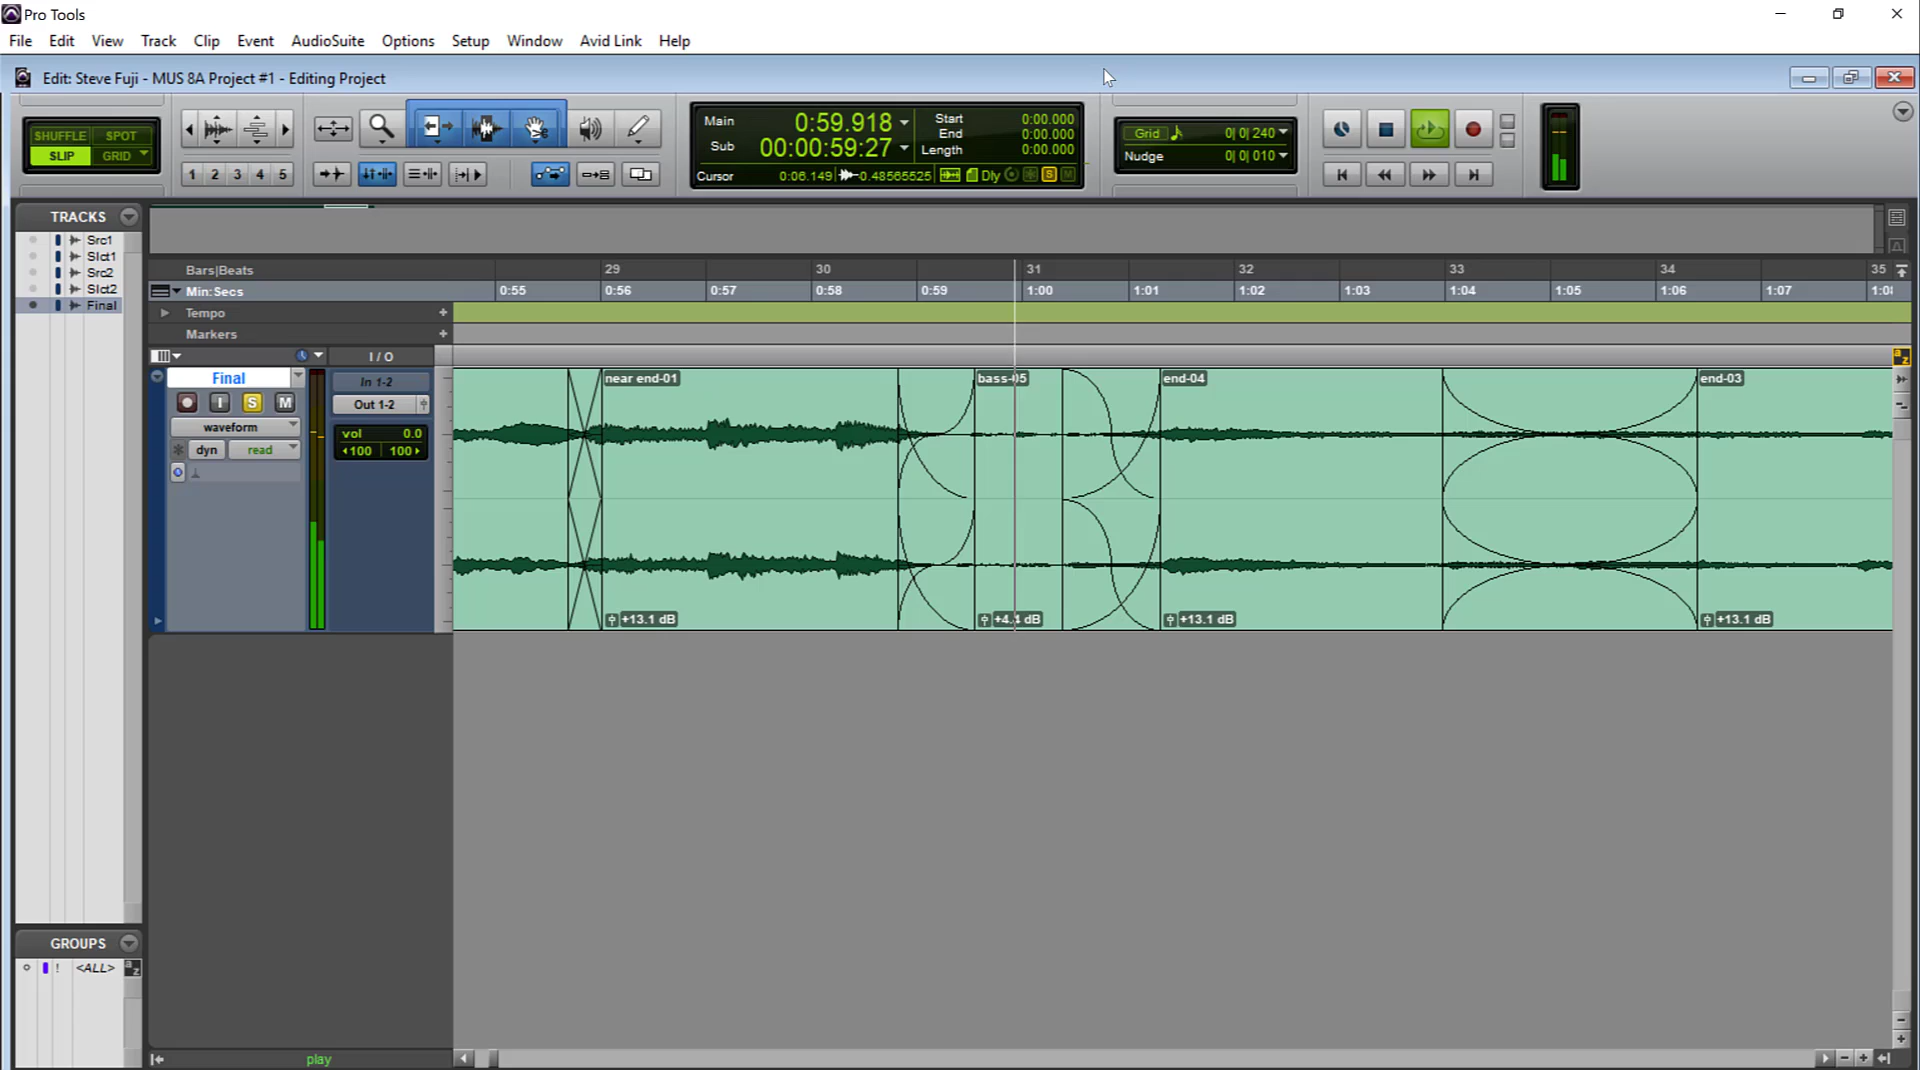 Pro Tools
File Edit View Track Clip Event AudioSuite Options Setup Window Avid Link Help
Edit: Steve Fuji - MUS 8A Project #1 - Editing Project
SHUFFLE SPOT
SLIP GRID
1 2 3 4 5
Main 0:59.918
Sub 00:00:59:27
Start 0:00.000
End 0:00.000
Length 0:00.000
Cursor 0:06.149 0.48565525 Dly S M
Grid 0| 0| 240
Nudge 0| 0| 010
TRACKS
Src1
Slct1
Src2
Slct2
Final
Bars|Beats 29 30 31 32 33 34 35
Min:Secs 0:55 0:56 0:57 0:58 0:59 1:00 1:01 1:02 1:03 1:04 1:05 1:06 1:07
Tempo +
Markers +
I / O
a z
Final In 1-2
I S M Out 1-2
waveform
vol 0.0
dyn read 100 100
near end-01 bass-05 end-04 end-03
+13.1 dB +4.4 dB +13.1 dB +13.1 dB
GROUPS
! <ALL> a z
play